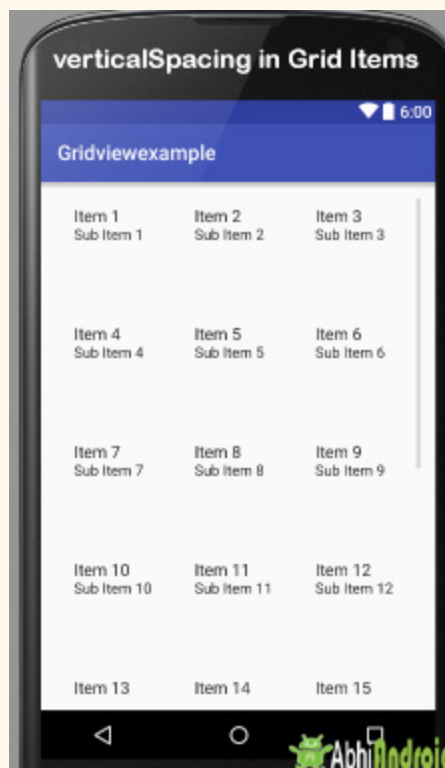 verticalSpacing in Grid Items
6:00
Gridviewexample
Item 1 Item 2 Item 3
Sub Item 1 Sub Item 2 Sub Item 3
Item 4 Item 5 Item 6
Sub Item 4 Sub Item 5 Sub Item 6
Item 7 Item 8 Item 9
Sub Item 7 Sub Item 8 Sub Item 9
Item 10 Item 11 Item 12
Sub Item 10 Sub Item 11 Sub Item 12
Item 13 Item 14 Item 15
AbhiAndroid